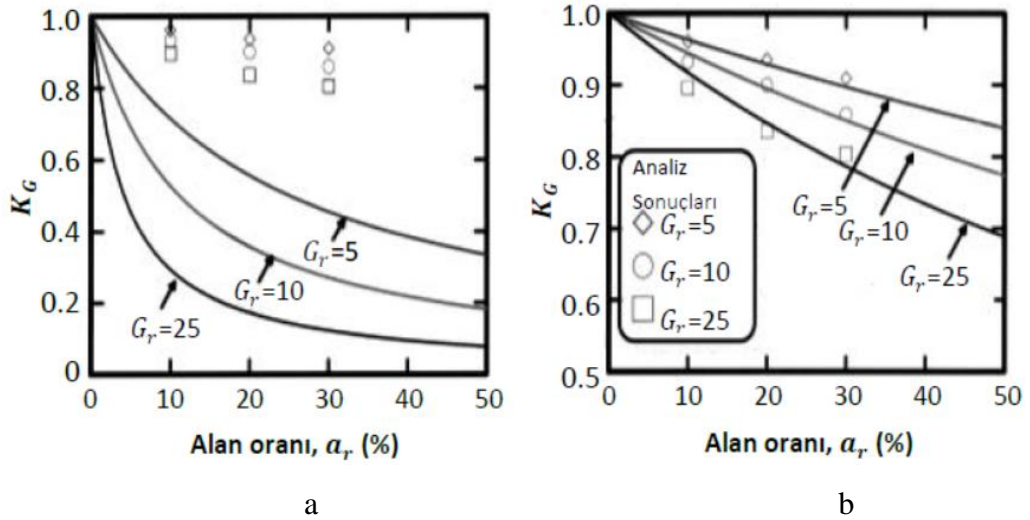 1.0
0.8
0.6
0.4
0.2
0
K_G
G_r=5
G_r=10
G_r=25
0 10 20 30 40 50
Alan oranı, a_r (%)
a
1.0
0.9
0.8
0.7
0.6
0.5
K_G
Analiz
Sonuçları
G_r=5
G_r=10
G_r=25
G_r=5
G_r=10
G_r=25
0 10 20 30 40 50
Alan oranı, a_r (%)
b